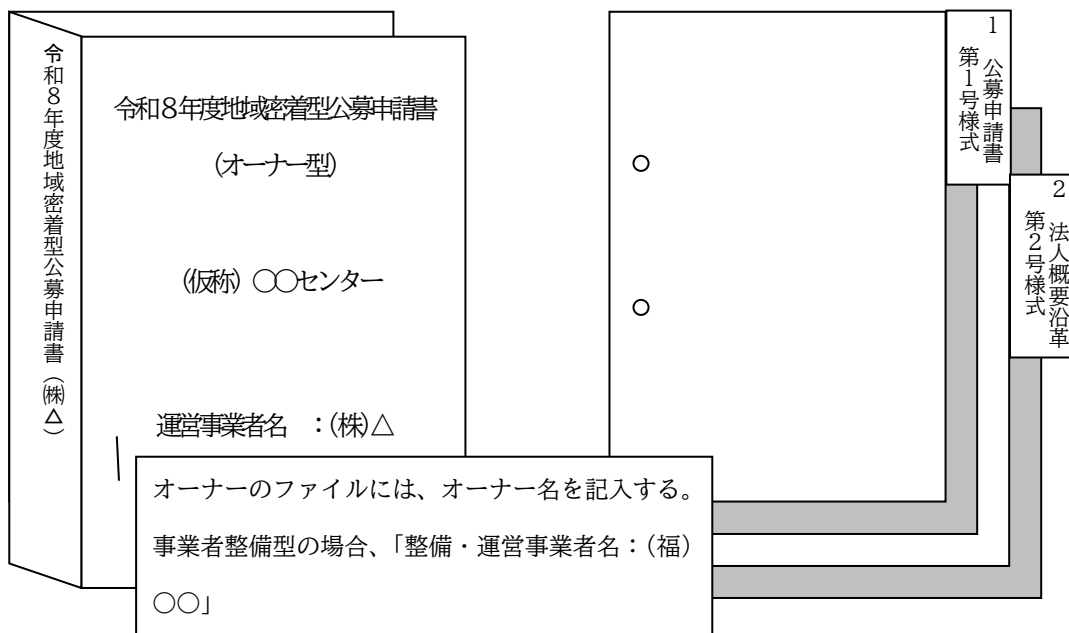 令和８年度地域密着型公募申請書（㈱△）
令和８年度地域密着型公募申請書
（オーナー型）
（仮称）○○センター
運営事業者名　：（株）△
オーナーのファイルには、オーナー名を記入する。
事業者整備型の場合、「整備・運営事業者名：（福）
○○」
１　公募申請書
第１号様式
２　法人概要沿革
第２号様式